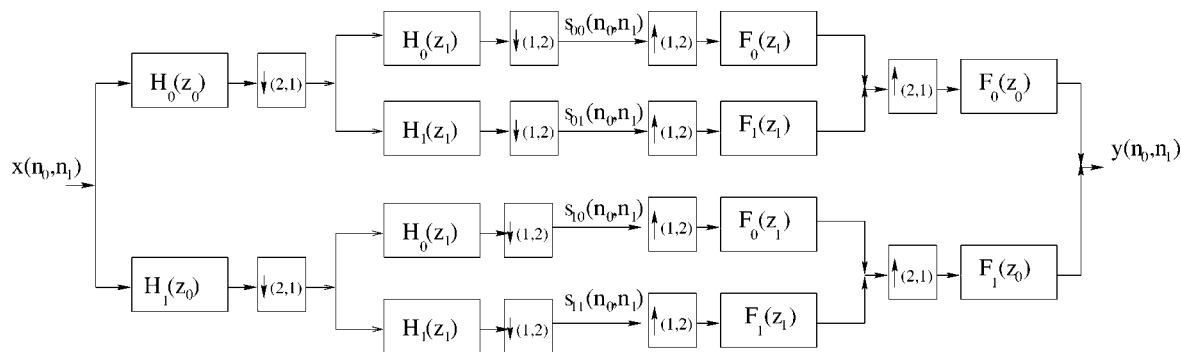 H₀(z₁) ↓(1,2) s₀₀(n₀,n₁) ↑(1,2) F₀(z₁)
H₀(z₀) ↓(2,1) ↑(2,1) F₀(z₀)
H₁(z₁) ↓(1,2) s₀₁(n₀,n₁) ↑(1,2) F₁(z₁)
x(n₀,n₁) y(n₀,n₁)
H₀(z₁) ↓(1,2) s₁₀(n₀,n₁) ↑(1,2) F₀(z₁)
H₁(z₀) ↓(2,1) ↑(2,1) F₁(z₀)
H₁(z₁) ↓(1,2) s₁₁(n₀,n₁) ↑(1,2) F₁(z₁)